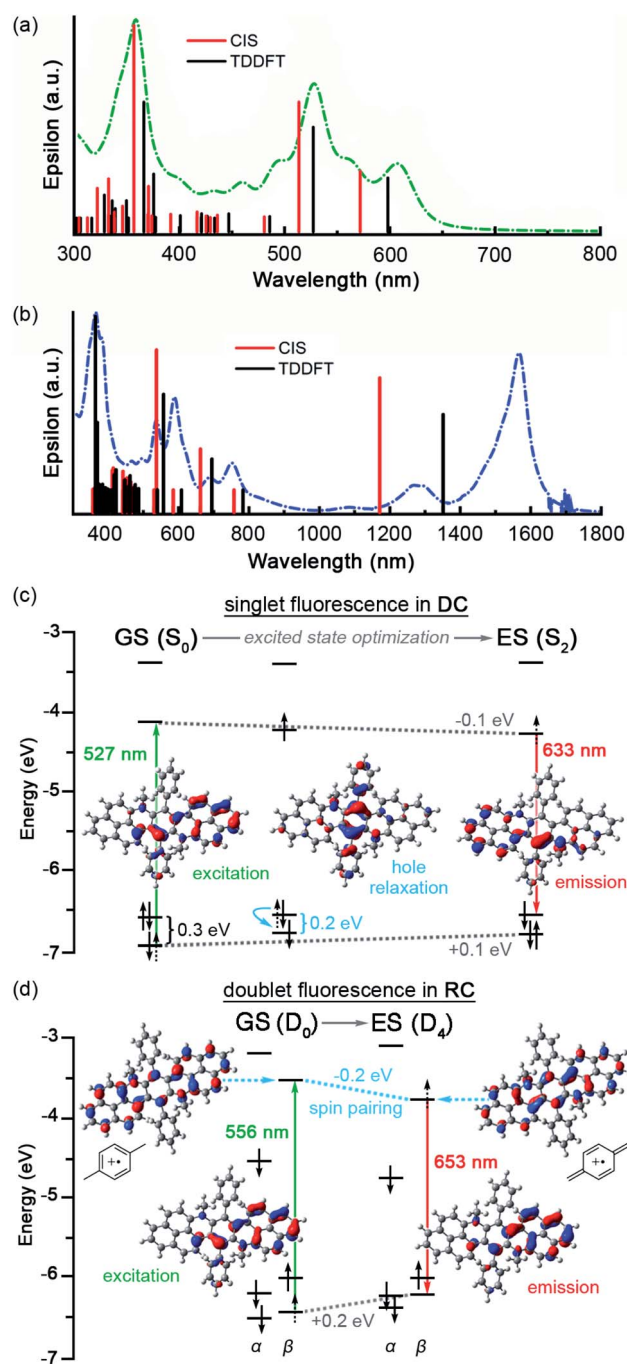 (a)
CIS
TDDFT
Epsilon (a.u.)
300 400 500 600 700 800
Wavelength (nm)
(b)
CIS
TDDFT
Epsilon (a.u.)
400 600 800 1000 1200 1400 1600 1800
Wavelength (nm)
(c)
singlet fluorescence in DC
GS (S0) excited state optimization ES (S2)
-3
-4
-5
-6
-7
Energy (eV)
-0.1 eV
527 nm
633 nm
excitation
hole
relaxation
emission
0.3 eV
0.2 eV
+0.1 eV
(d)
doublet fluorescence in RC
GS (D0) ES (D4)
-3
-4
-5
-6
-7
Energy (eV)
-0.2 eV
spin pairing
556 nm
653 nm
+•
+•
excitation
emission
+0.2 eV
α β α β